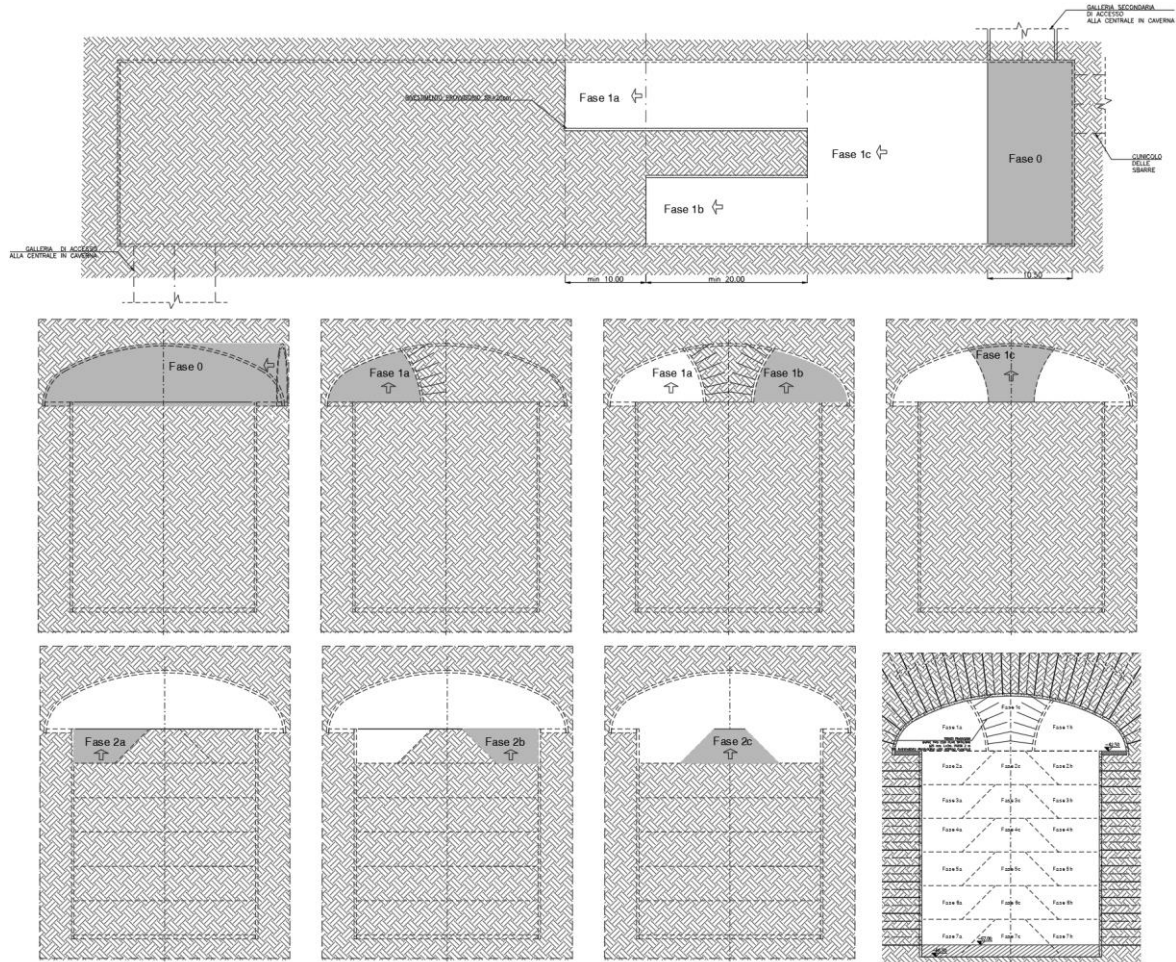 GALLERIA SECONDARIA
DI ACCESSO
ALLA CENTRALE IN CAVERNA
Fase 1a
RIVESTIMENTO PROVVISORIO
Fase 1c
Fase 0
CUNICOLO
DELLE
SBARRE
Fase 1b
GALLERIA DI ACCESSO
ALLA CENTRALE IN CAVERNA
min 10.00
min 20.00
10.50
Fase 0
Fase 1a
Fase 1a
Fase 1b
Fase 1c
Fase 2a
Fase 2b
Fase 2c
Fase 1a
Fase 1c
Fase 1b
Fase 2a
Fase 2c
Fase 2b
Fase 3a
Fase 3c
Fase 3b
Fase 4a
Fase 4c
Fase 4b
Fase 5a
Fase 5c
Fase 5b
Fase 6a
Fase 6c
Fase 6b
Fase 7a
Fase 7c
Fase 7b